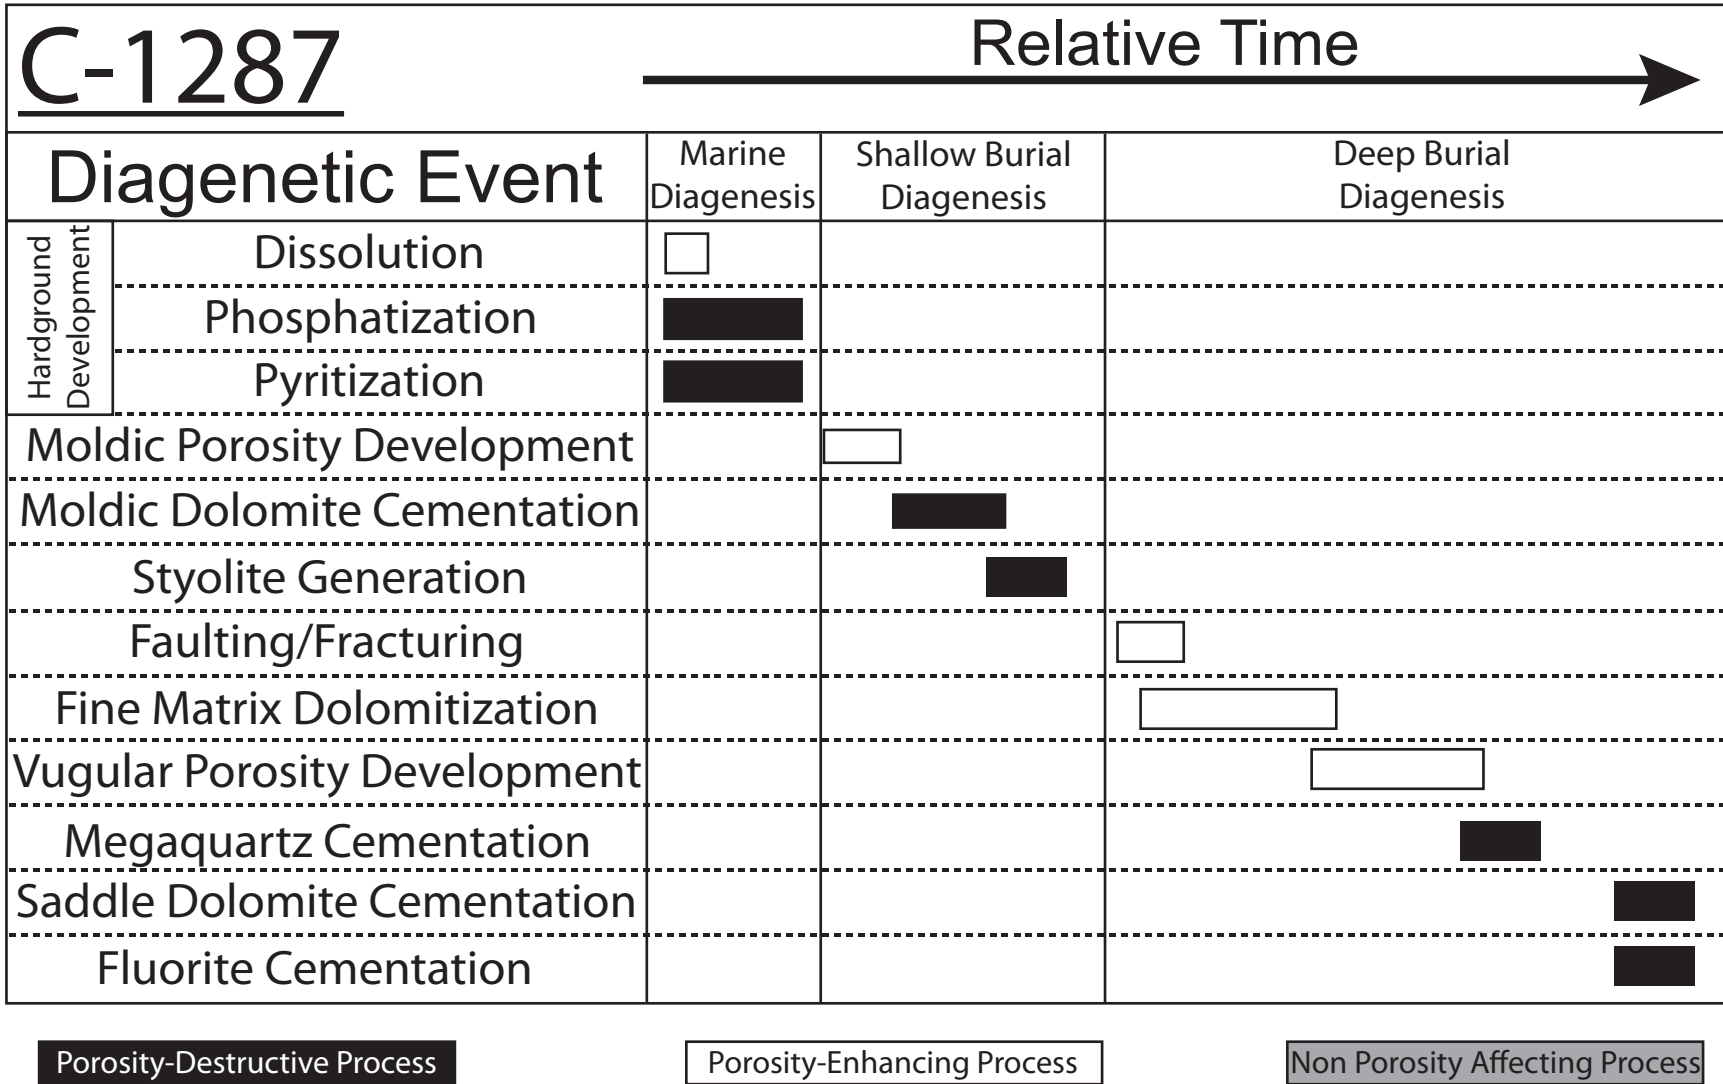 C-1287
Relative Time
Diagenetic Event
Marine
Diagenesis
Shallow Burial
Diagenesis
Deep Burial
Diagenesis
Hardground
Development
Dissolution
Phosphatization
Pyritization
Moldic Porosity Development
Moldic Dolomite Cementation
Styolite Generation
Faulting/Fracturing
Fine Matrix Dolomitization
Vugular Porosity Development
Megaquartz Cementation
Saddle Dolomite Cementation
Fluorite Cementation
Porosity-Destructive Process
Porosity-Enhancing Process
Non Porosity Affecting Process